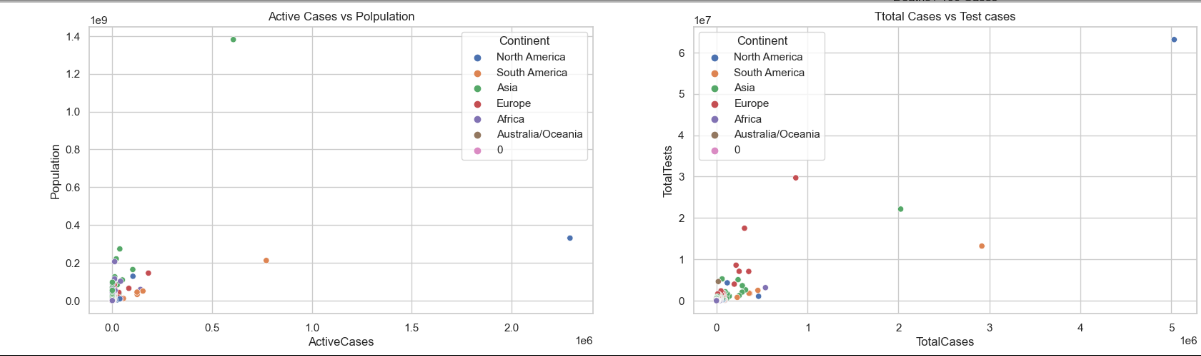 Active Cases vs Polpulation
1e9
1.4
1.2
1.0
0.8
0.6
0.4
0.2
0.0
Population
Continent
North America
South America
Asia
Europe
Africa
Australia/Oceania
0
0.0 0.5 1.0 1.5 2.0
1e6
ActiveCases
Ttotal Cases vs Test cases
1e7
6
5
4
3
2
1
0
TotalTests
Continent
North America
South America
Asia
Europe
Africa
Australia/Oceania
0
0 1 2 3 4 5
1e6
TotalCases